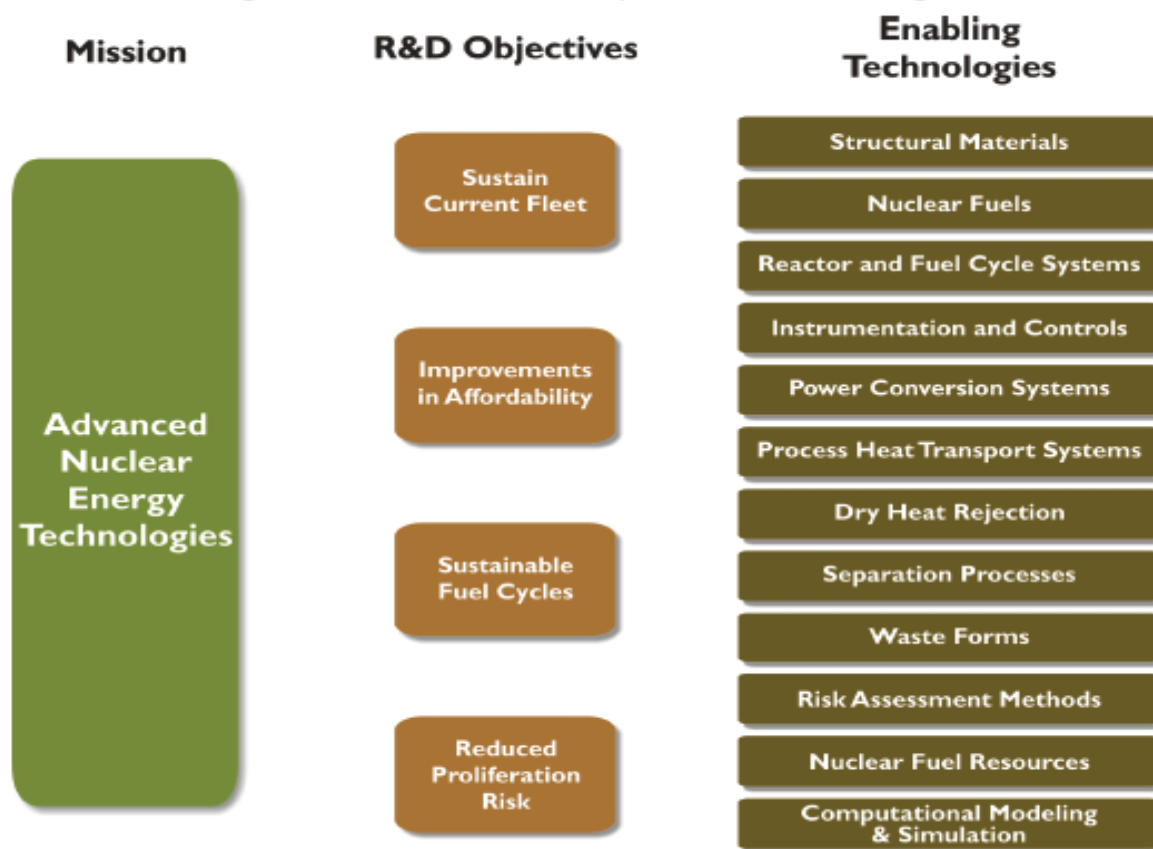 Mission
R&D Objectives
Enabling
Technologies
Advanced
Nuclear
Energy
Technologies
Sustain
Current Fleet
Improvements
in Affordability
Sustainable
Fuel Cycles
Reduced
Proliferation
Risk
Structural Materials
Nuclear Fuels
Reactor and Fuel Cycle Systems
Instrumentation and Controls
Power Conversion Systems
Process Heat Transport Systems
Dry Heat Rejection
Separation Processes
Waste Forms
Risk Assessment Methods
Nuclear Fuel Resources
Computational Modeling
& Simulation